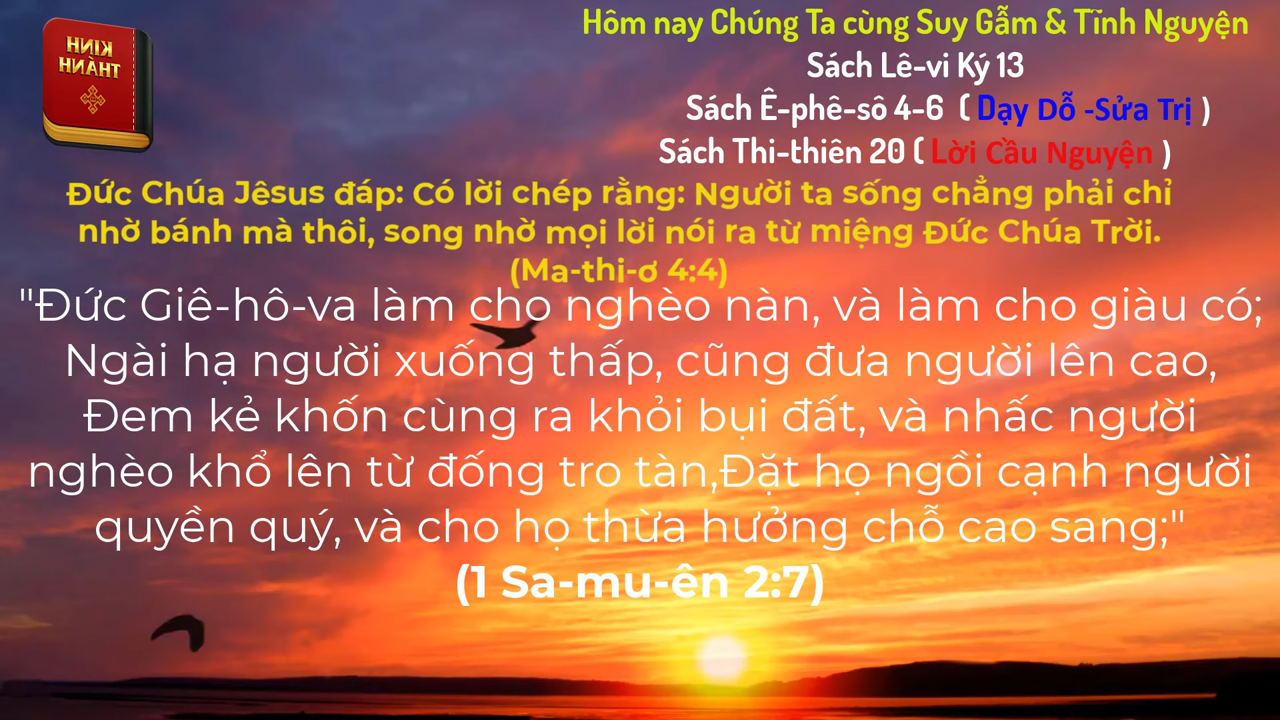 KINH
THÁNH
Hôm nay Chúng Ta cùng Suy Gẫm & Tĩnh Nguyện
Sách Lê-vi Ký 13
Sách Ê-phê-sô 4-6 ( Dạy Dỗ -Sửa Trị )
Sách Thi-thiên 20 ( Lời Cầu Nguyện )
Đức Chúa Jêsus đáp: Có lời chép rằng: Người ta sống chẳng phải chỉ
nhờ bánh mà thôi, song nhờ mọi lời nói ra từ miệng Đức Chúa Trời.
(Ma-thi-ơ 4:4)
"Đức Giê-hô-va làm cho nghèo nàn, và làm cho giàu có;
Ngài hạ người xuống thấp, cũng đưa người lên cao,
Đem kẻ khốn cùng ra khỏi bụi đất, và nhấc người
nghèo khổ lên từ đống tro tàn,Đặt họ ngồi cạnh người
quyền quý, và cho họ thừa hưởng chỗ cao sang;"
(1 Sa-mu-ên 2:7)